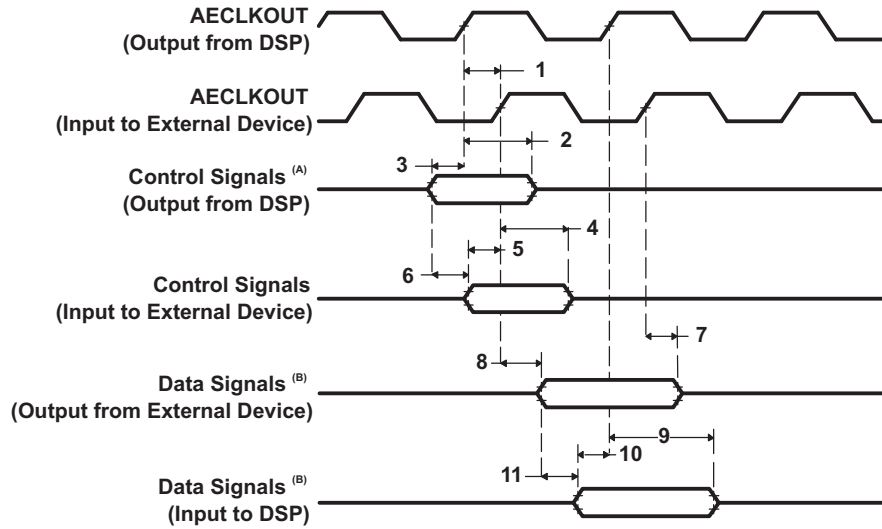 AECLKOUT
(Output from DSP)
1
AECLKOUT
(Input to External Device)
2
3
Control Signals (A)
(Output from DSP)
4
5
6
Control Signals
(Input to External Device)
7
8
Data Signals (B)
(Output from External Device)
9
10
11
Data Signals (B)
(Input to DSP)